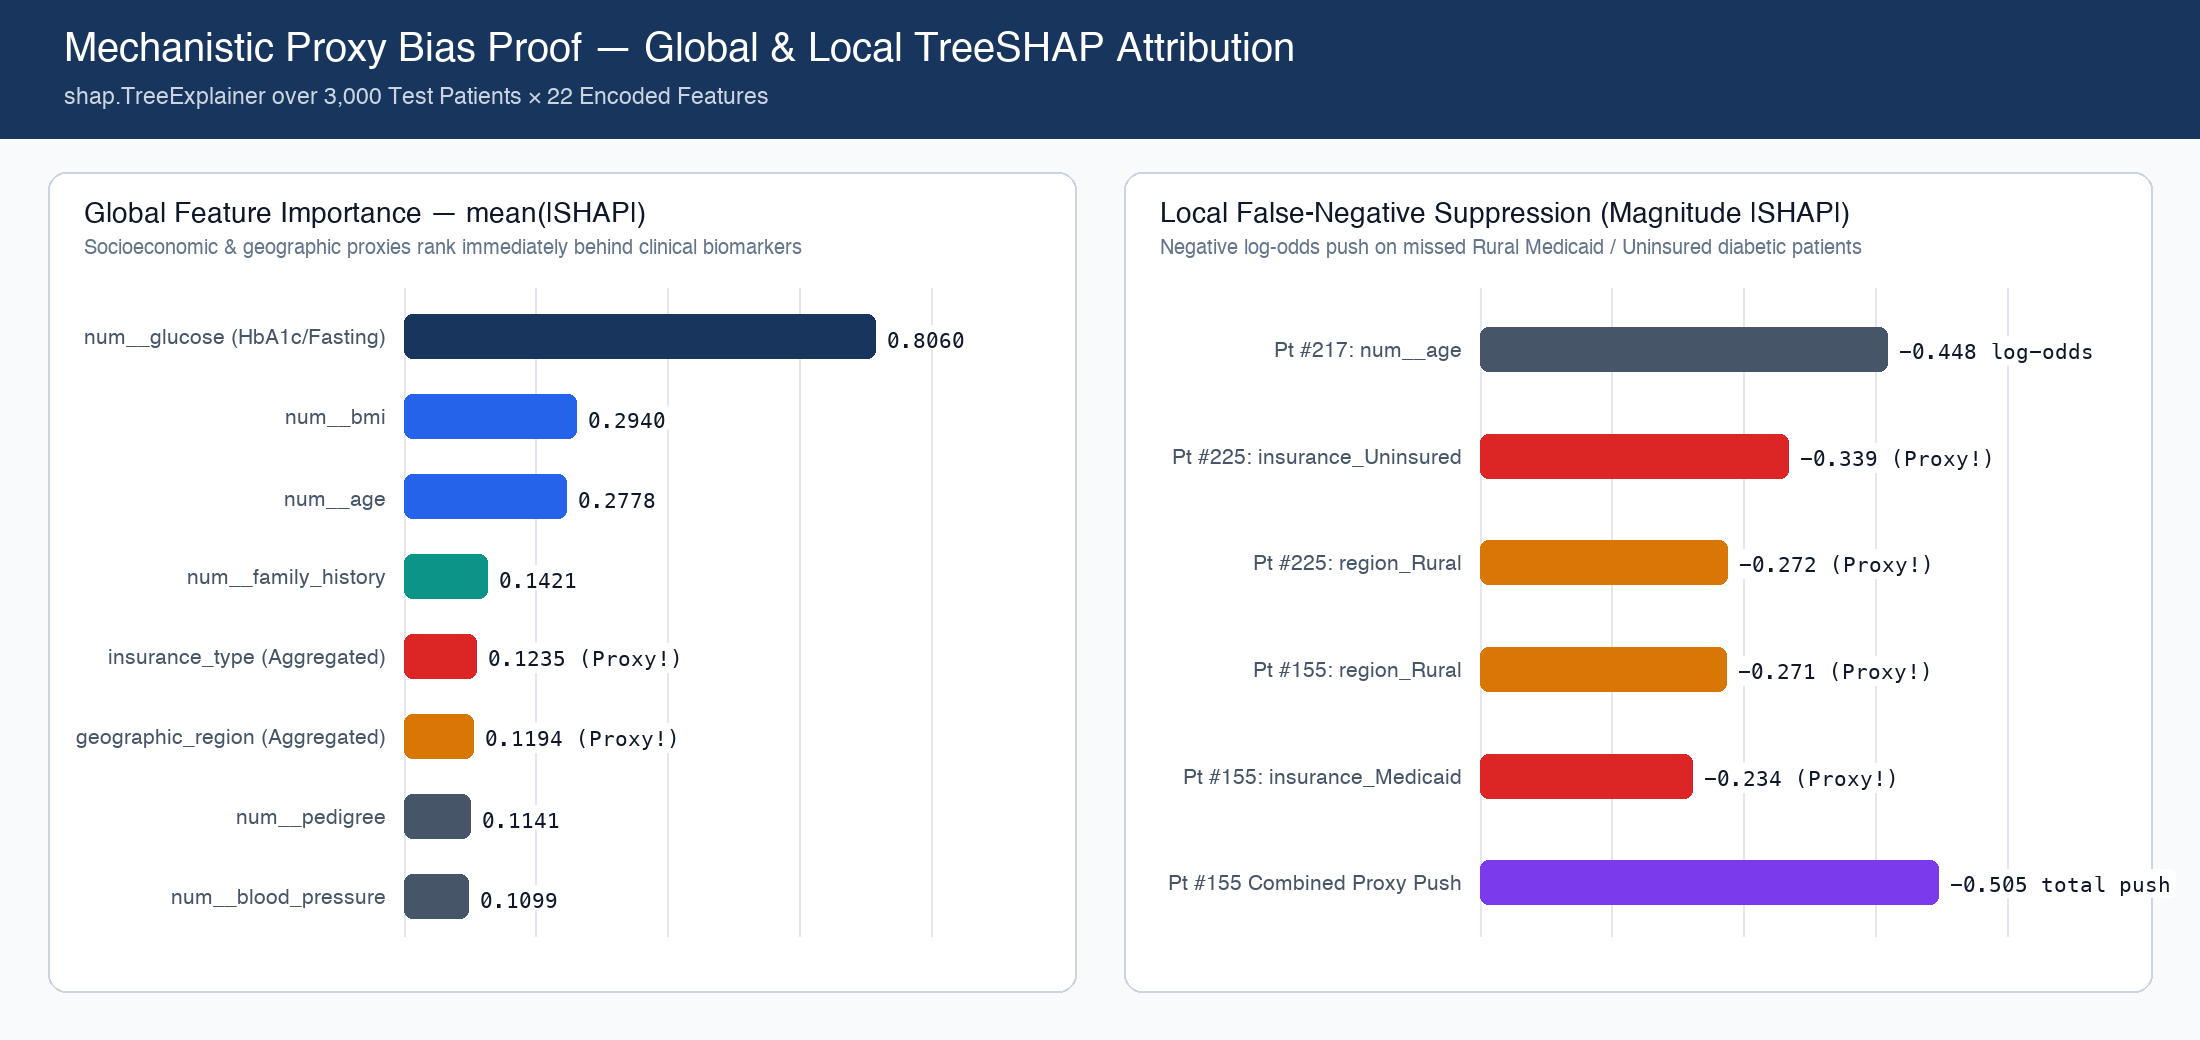 Mechanistic Proxy Bias Proof — Global & Local TreeSHAP Attribution
shap.TreeExplainer over 3,000 Test Patients × 22 Encoded Features
Global Feature Importance — mean(|SHAP|)
Socioeconomic & geographic proxies rank immediately behind clinical biomarkers
num__glucose (HbA1c/Fasting) 0.8060
num__bmi 0.2940
num__age 0.2778
num__family_history 0.1421
insurance_type (Aggregated) 0.1235 (Proxy!)
geographic_region (Aggregated) 0.1194 (Proxy!)
num__pedigree 0.1141
num__blood_pressure 0.1099
Local False-Negative Suppression (Magnitude |SHAP|)
Negative log-odds push on missed Rural Medicaid / Uninsured diabetic patients
Pt #217: num__age −0.448 log−odds
Pt #225: insurance_Uninsured −0.339 (Proxy!)
Pt #225: region_Rural −0.272 (Proxy!)
Pt #155: region_Rural −0.271 (Proxy!)
Pt #155: insurance_Medicaid −0.234 (Proxy!)
Pt #155 Combined Proxy Push −0.505 total push